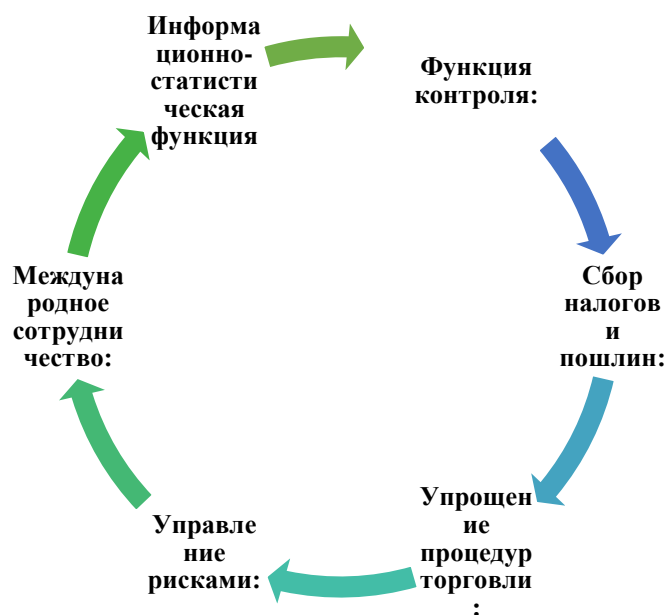 Информа
ционно-
статисти
ческая
функция
Функция
контроля:
Сбор
налогов
и
пошлин:
Упрощен
ие
процедур
торговли
:
Управле
ние
рисками:
Междуна
родное
сотрудни
чество: